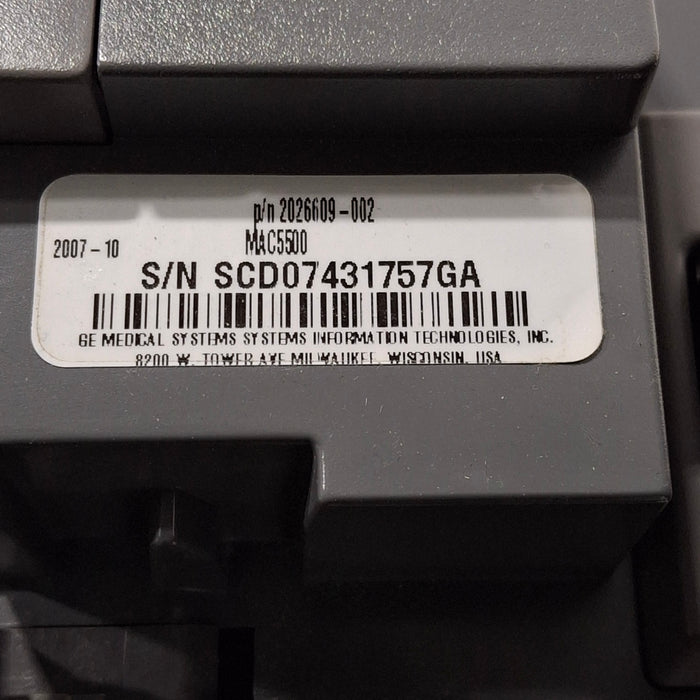 p/n 2026609-002
2007-10 MAC5500
S/N SCD07431757GA
GE MEDICAL SYSTEMS SYSTEMS INFORMATION TECHNOLOGIES, INC.
8200 W. TOWER AVE MILWAUKEE, WISCONSIN, USA